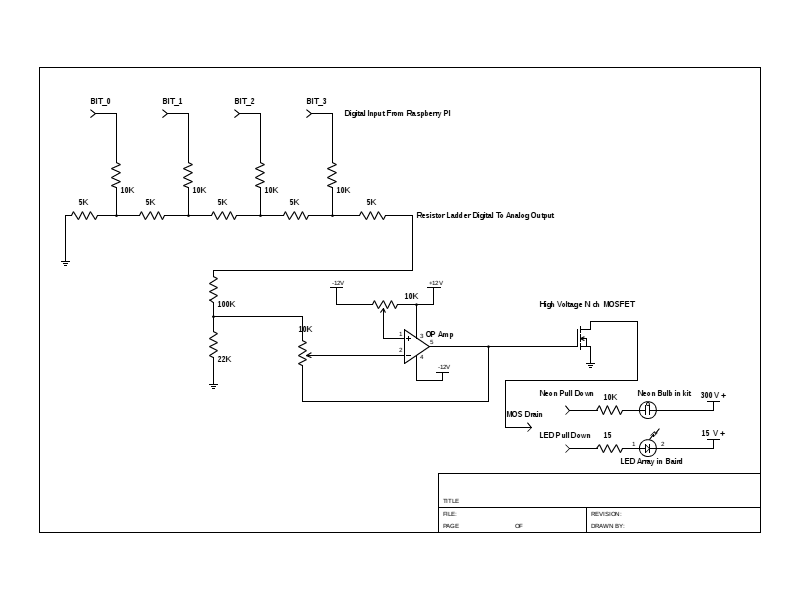 BIT_0 BIT_1 BIT_2 BIT_3
Digital Input From Raspberry PI
10K 10K 10K 10K
5K 5K 5K 5K 5K
Resistor Ladder Digital To Analog Output
-12V +12V
10K
100K
High Voltage N ch MOSFET
10K
1 3 OP Amp
5
2
4
22K
-12V
Neon Pull Down 10K Neon Bulb in kit 300 V +
MOS Drain
LED Pull Down 15 1 2 15 V +
LED Array in Baird
TITLE
FILE: REVISION:
PAGE OF DRAWN BY: